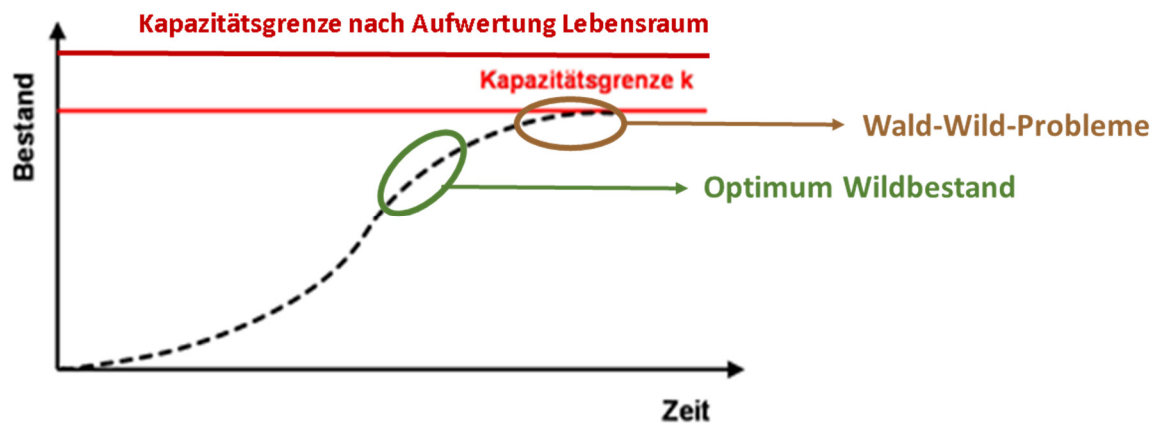 Kapazitätsgrenze nach Aufwertung Lebensraum
Kapazitätsgrenze k
Bestand
Wald-Wild-Probleme
Optimum Wildbestand
Zeit